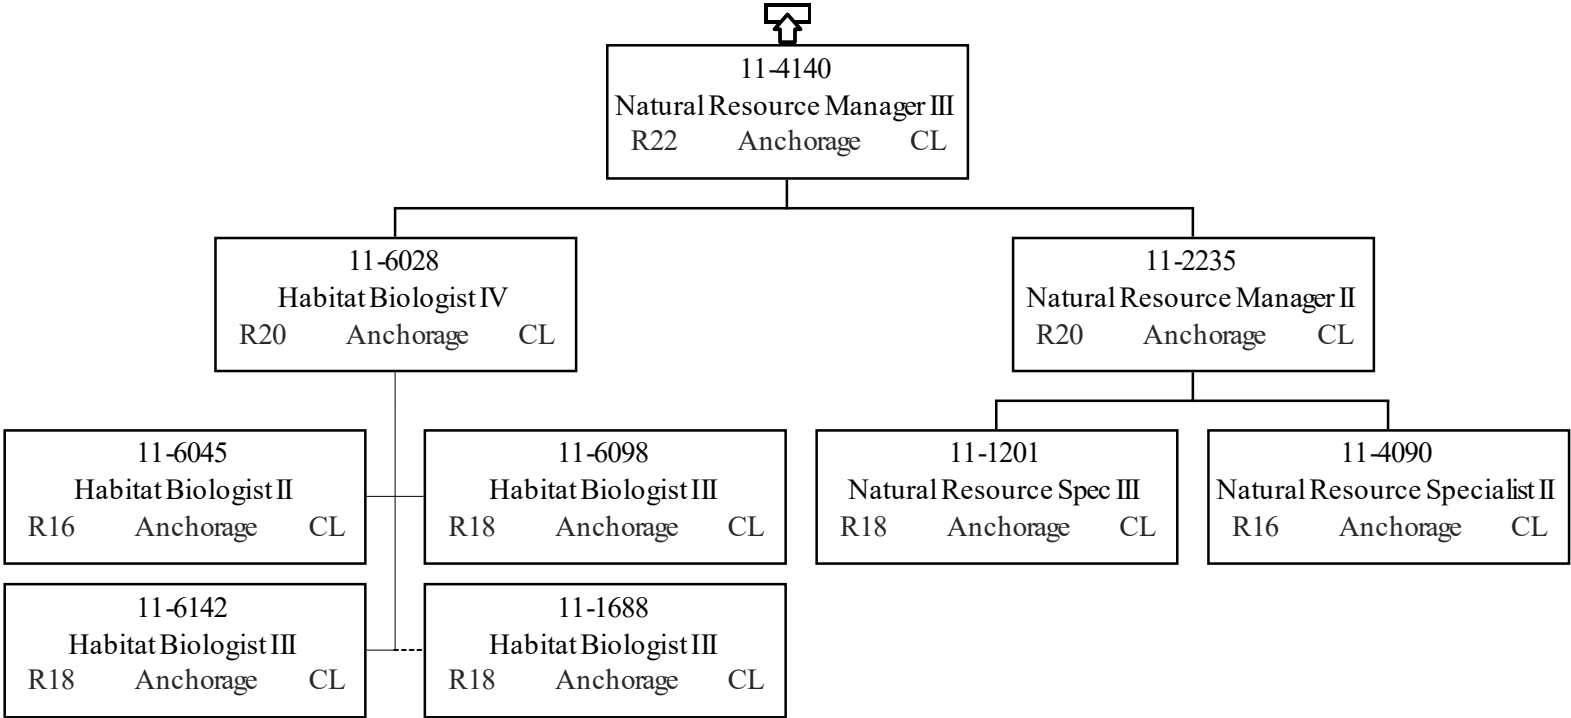 11-4140
Natural Resource Manager III
R22 Anchorage CL
11-6028
Habitat Biologist IV
R20 Anchorage CL
11-2235
Natural Resource Manager II
R20 Anchorage CL
11-6045
Habitat Biologist II
R16 Anchorage CL
11-6098
Habitat Biologist III
R18 Anchorage CL
11-1201
Natural Resource Spec III
R18 Anchorage CL
11-4090
Natural Resource Specialist II
R16 Anchorage CL
11-6142
Habitat Biologist III
R18 Anchorage CL
11-1688
Habitat Biologist III
R18 Anchorage CL